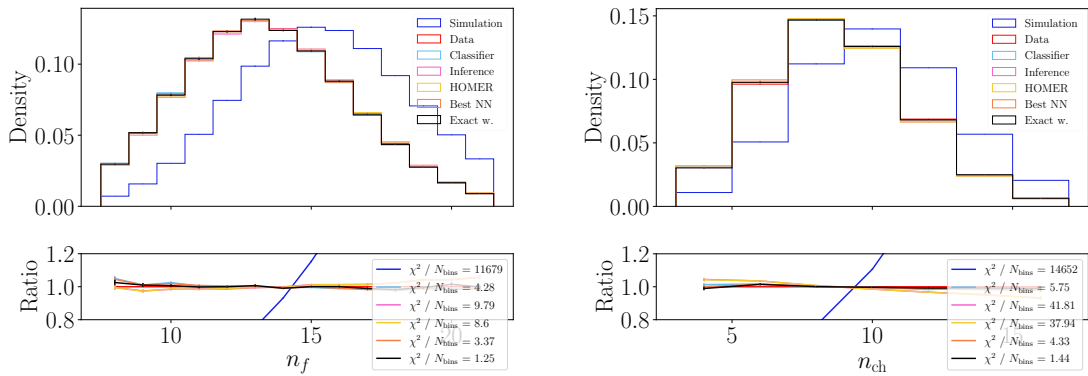 Density
0.10
0.05
0.00
Simulation
Data
Classifier
Inference
HOMER
Best NN
Exact w.
Ratio
1.2
1.0
0.8
χ² / N_bins = 11679
χ² / N_bins = 4.28
χ² / N_bins = 9.79
χ² / N_bins = 8.6
χ² / N_bins = 3.37
χ² / N_bins = 1.25
10 15 20
n_f
Density
0.15
0.10
0.05
0.00
Simulation
Data
Classifier
Inference
HOMER
Best NN
Exact w.
Ratio
1.2
1.0
0.8
χ² / N_bins = 14652
χ² / N_bins = 5.75
χ² / N_bins = 41.81
χ² / N_bins = 37.94
χ² / N_bins = 4.33
χ² / N_bins = 1.44
5 10 15
n_ch